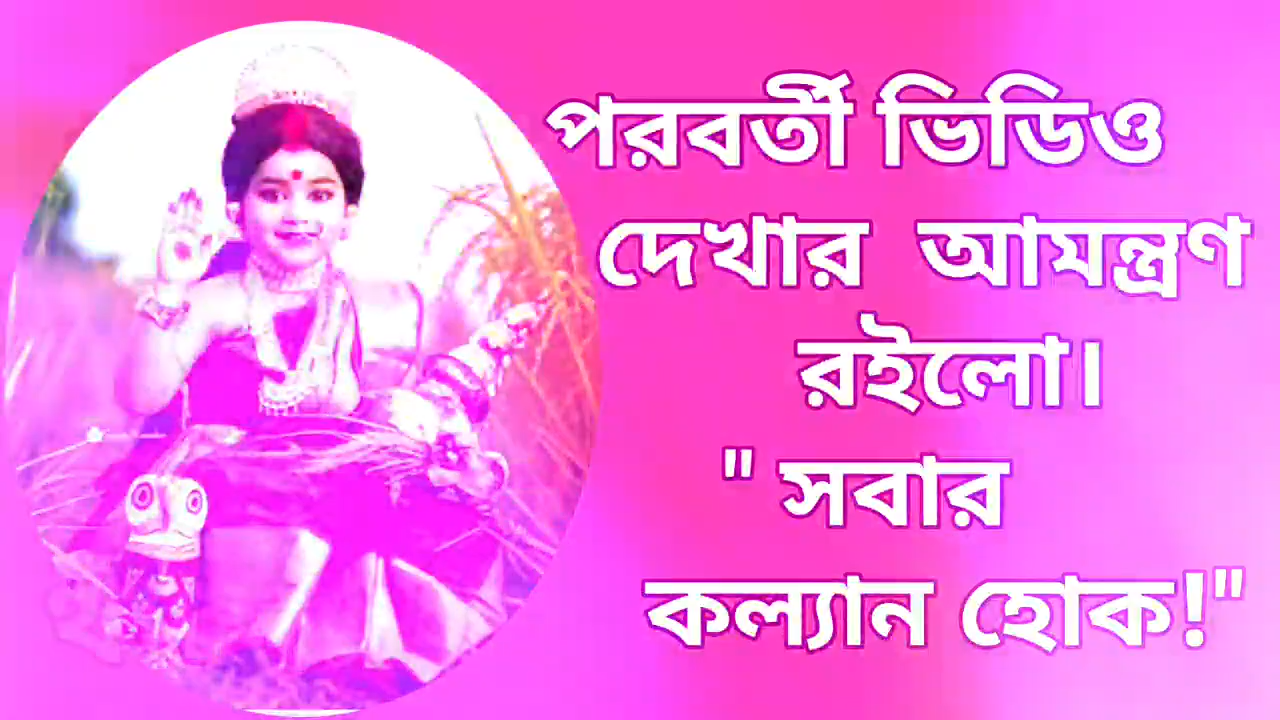 পরবর্তী ভিডিও
দেখার আমন্ত্রণ
রইলো।
" সবার
কল্যান হোক!"